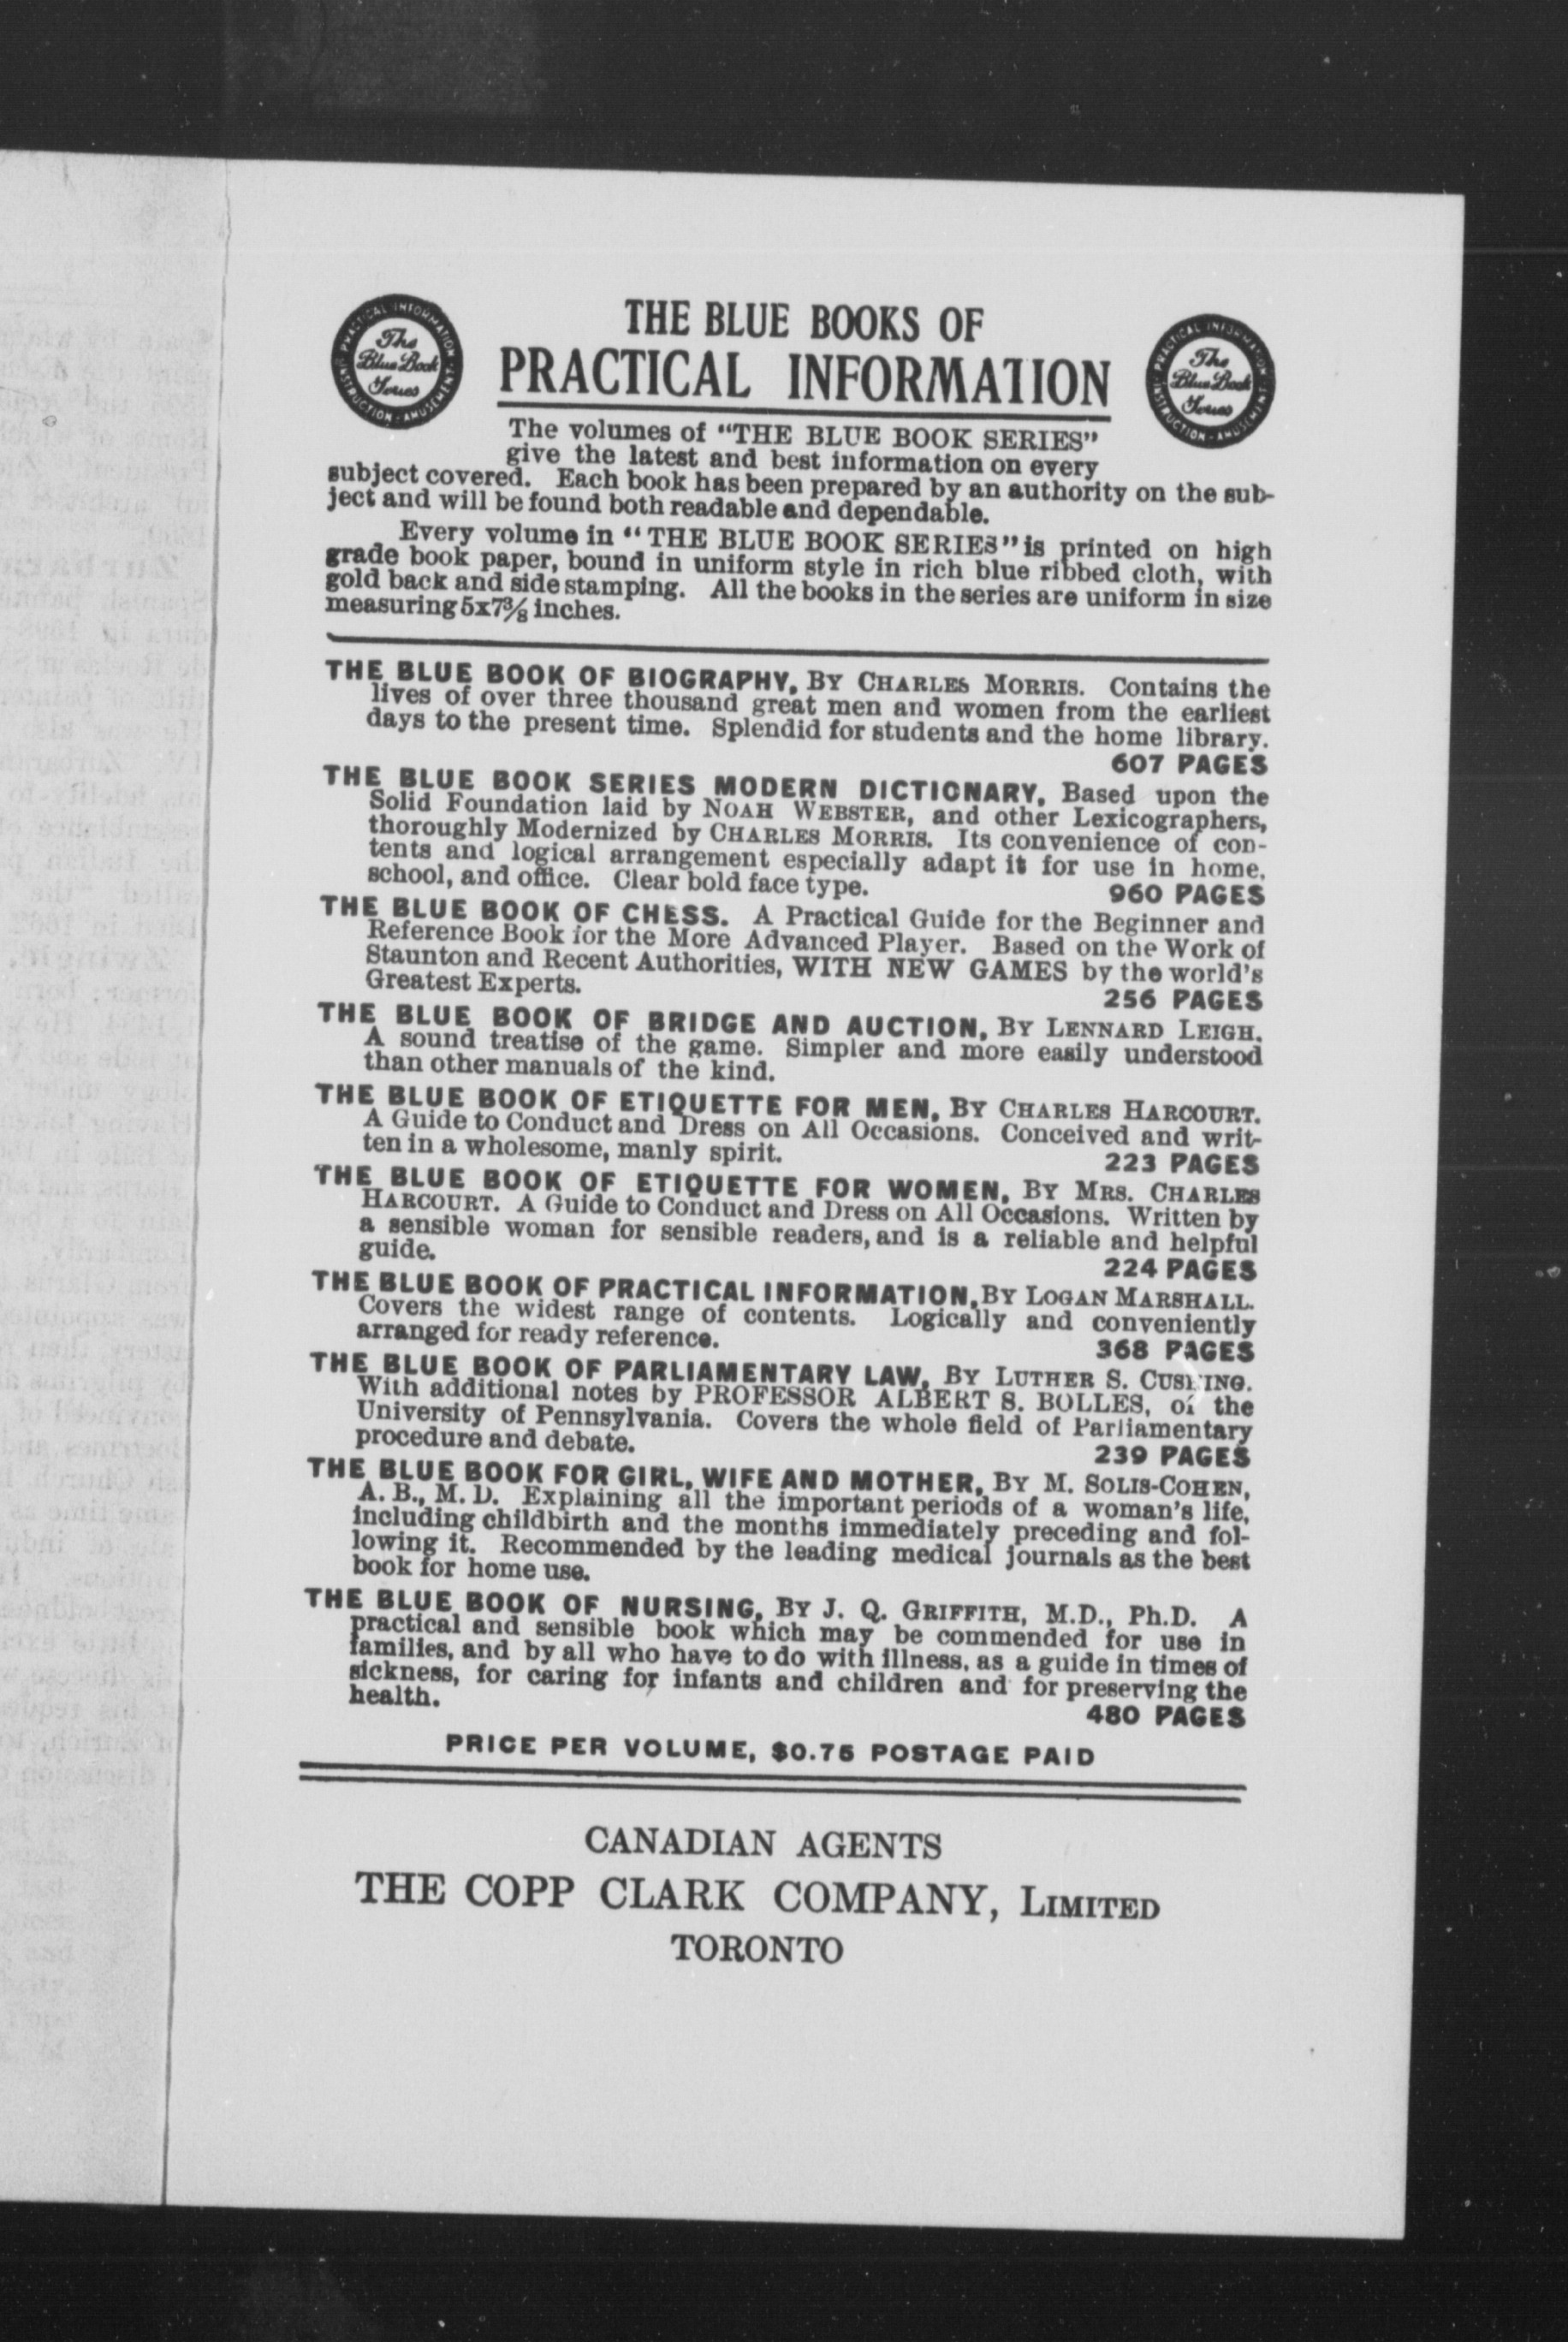 THE BLUE BOOKS OF
PRACTICAL INFORMATION
PRACTICAL INFORMATION
The
Blue Book
Series
INSTRUCTION - AMUSEMENT
PRACTICAL INFORMATION
The
Blue Book
Series
INSTRUCTION - AMUSEMENT
The volumes of "THE BLUE BOOK SERIES"
give the latest and best information on every
subject covered. Each book has been prepared by an authority on the sub-
ject and will be found both readable and dependable.
Every volume in "THE BLUE BOOK SERIES" is printed on high
grade book paper, bound in uniform style in rich blue ribbed cloth, with
gold back and side stamping. All the books in the series are uniform in size
measuring 5x7⅜ inches.
THE BLUE BOOK OF BIOGRAPHY, BY CHARLES MORRIS. Contains the
lives of over three thousand great men and women from the earliest
days to the present time. Splendid for students and the home library.
607 PAGES
THE BLUE BOOK SERIES MODERN DICTIONARY, Based upon the
Solid Foundation laid by NOAH WEBSTER, and other Lexicographers,
thoroughly Modernized by CHARLES MORRIS. Its convenience of con-
tents and logical arrangement especially adapt it for use in home,
school, and office. Clear bold face type. 960 PAGES
THE BLUE BOOK OF CHESS. A Practical Guide for the Beginner and
Reference Book for the More Advanced Player. Based on the Work of
Staunton and Recent Authorities, WITH NEW GAMES by the world's
Greatest Experts. 256 PAGES
THE BLUE BOOK OF BRIDGE AND AUCTION, BY LENNARD LEIGH.
A sound treatise of the game. Simpler and more easily understood
than other manuals of the kind.
THE BLUE BOOK OF ETIQUETTE FOR MEN, BY CHARLES HARCOURT.
A Guide to Conduct and Dress on All Occasions. Conceived and writ-
ten in a wholesome, manly spirit. 223 PAGES
THE BLUE BOOK OF ETIQUETTE FOR WOMEN, BY MRS. CHARLES
HARCOURT. A Guide to Conduct and Dress on All Occasions. Written by
a sensible woman for sensible readers, and is a reliable and helpful
guide. 224 PAGES
THE BLUE BOOK OF PRACTICAL INFORMATION, BY LOGAN MARSHALL.
Covers the widest range of contents. Logically and conveniently
arranged for ready reference. 368 PAGES
THE BLUE BOOK OF PARLIAMENTARY LAW, BY LUTHER S. CUSHING.
With additional notes by PROFESSOR ALBERT S. BOLLES, of the
University of Pennsylvania. Covers the whole field of Parliamentary
procedure and debate. 239 PAGES
THE BLUE BOOK FOR GIRL, WIFE AND MOTHER, BY M. SOLIS-COHEN,
A. B., M. D. Explaining all the important periods of a woman's life,
including childbirth and the months immediately preceding and fol-
lowing it. Recommended by the leading medical journals as the best
book for home use.
THE BLUE BOOK OF NURSING, BY J. Q. GRIFFITH, M.D., Ph.D. A
practical and sensible book which may be commended for use in
families, and by all who have to do with illness, as a guide in times of
sickness, for caring for infants and children and for preserving the
health. 480 PAGES
PRICE PER VOLUME, $0.75 POSTAGE PAID
CANADIAN AGENTS
THE COPP CLARK COMPANY, LIMITED
TORONTO